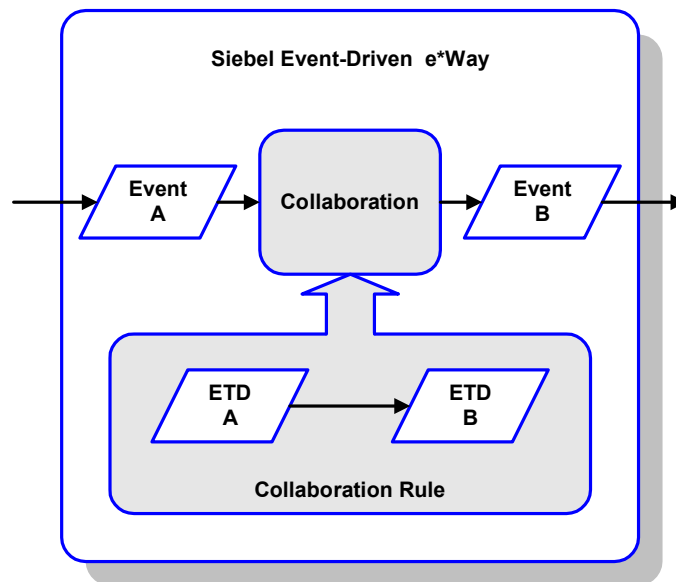 Siebel Event-Driven e*Way
Event
A
Collaboration
Event
B
ETD
A
ETD
B
Collaboration Rule